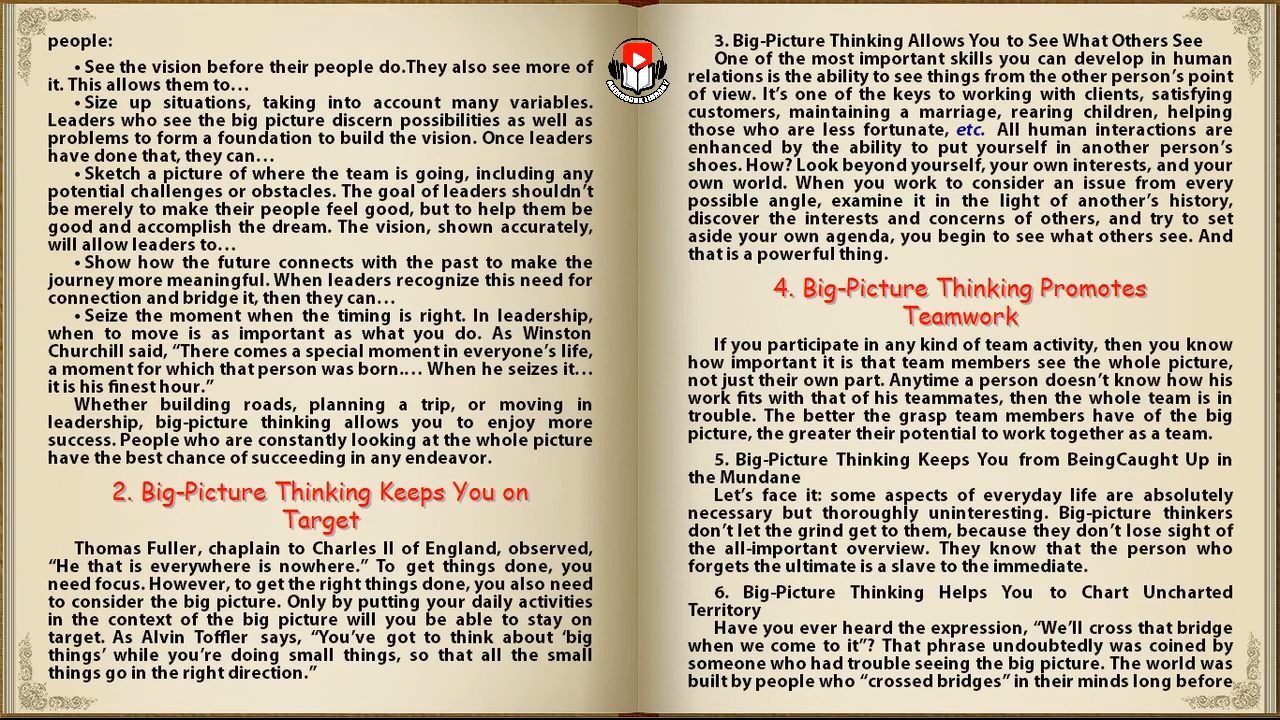 people:
• See the vision before their people do.They also see more of
it. This allows them to…
• Size up situations, taking into account many variables.
Leaders who see the big picture discern possibilities as well as
problems to form a foundation to build the vision. Once leaders
have done that, they can…
• Sketch a picture of where the team is going, including any
potential challenges or obstacles. The goal of leaders shouldn't
be merely to make their people feel good, but to help them be
good and accomplish the dream. The vision, shown accurately,
will allow leaders to…
• Show how the future connects with the past to make the
journey more meaningful. When leaders recognize this need for
connection and bridge it, then they can…
• Seize the moment when the timing is right. In leadership,
when to move is as important as what you do. As Winston
Churchill said, “There comes a special moment in everyone's life,
a moment for which that person was born.… When he seizes it…
it is his finest hour.”
Whether building roads, planning a trip, or moving in
leadership, big-picture thinking allows you to enjoy more
success. People who are constantly looking at the whole picture
have the best chance of succeeding in any endeavor.
2. Big-Picture Thinking Keeps You on
Target
Thomas Fuller, chaplain to Charles II of England, observed,
“He that is everywhere is nowhere.” To get things done, you
need focus. However, to get the right things done, you also need
to consider the big picture. Only by putting your daily activities
in the context of the big picture will you be able to stay on
target. As Alvin Toffler says, “You've got to think about ‘big
things’ while you're doing small things, so that all the small
things go in the right direction.”
AUDIOBOOK LIBRARY
3. Big-Picture Thinking Allows You to See What Others See
One of the most important skills you can develop in human
relations is the ability to see things from the other person's point
of view. It's one of the keys to working with clients, satisfying
customers, maintaining a marriage, rearing children, helping
those who are less fortunate, etc. All human interactions are
enhanced by the ability to put yourself in another person's
shoes. How? Look beyond yourself, your own interests, and your
own world. When you work to consider an issue from every
possible angle, examine it in the light of another's history,
discover the interests and concerns of others, and try to set
aside your own agenda, you begin to see what others see. And
that is a powerful thing.
4. Big-Picture Thinking Promotes
Teamwork
If you participate in any kind of team activity, then you know
how important it is that team members see the whole picture,
not just their own part. Anytime a person doesn't know how his
work fits with that of his teammates, then the whole team is in
trouble. The better the grasp team members have of the big
picture, the greater their potential to work together as a team.
5. Big-Picture Thinking Keeps You from BeingCaught Up in
the Mundane
Let's face it: some aspects of everyday life are absolutely
necessary but thoroughly uninteresting. Big-picture thinkers
don't let the grind get to them, because they don't lose sight of
the all-important overview. They know that the person who
forgets the ultimate is a slave to the immediate.
6. Big-Picture Thinking Helps You to Chart Uncharted
Territory
Have you ever heard the expression, “We'll cross that bridge
when we come to it”? That phrase undoubtedly was coined by
someone who had trouble seeing the big picture. The world was
built by people who “crossed bridges” in their minds long before